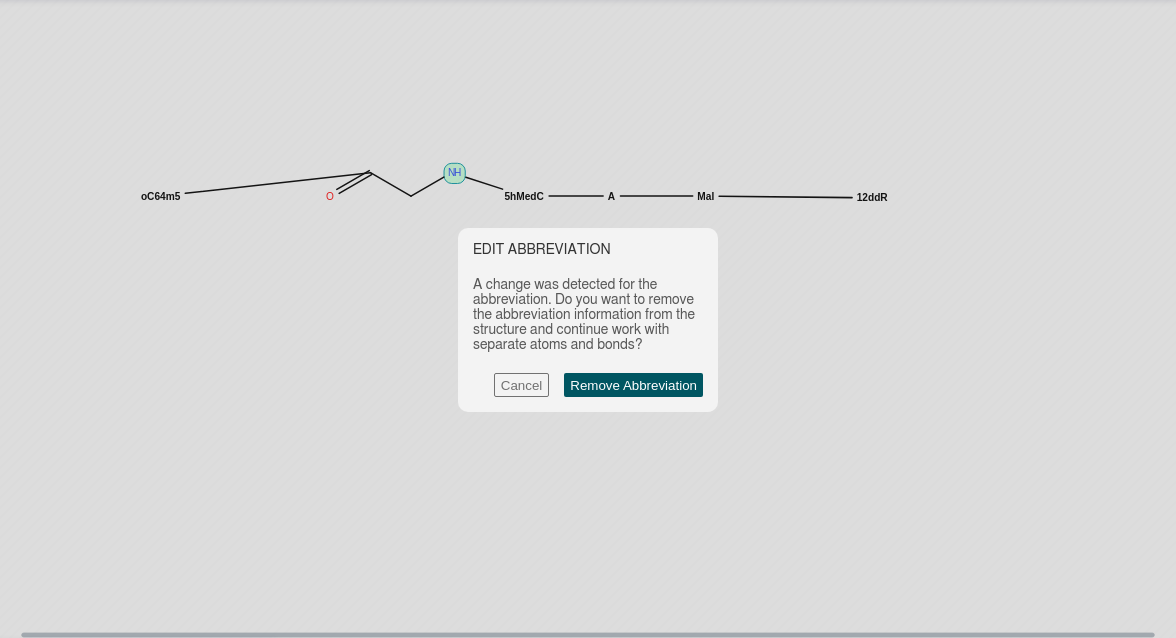 NH
oC64m5
O
5hMedC
A
Mal
12ddR
EDIT ABBREVIATION
A change was detected for the
abbreviation. Do you want to remove
the abbreviation information from the
structure and continue work with
separate atoms and bonds?
Cancel
Remove Abbreviation